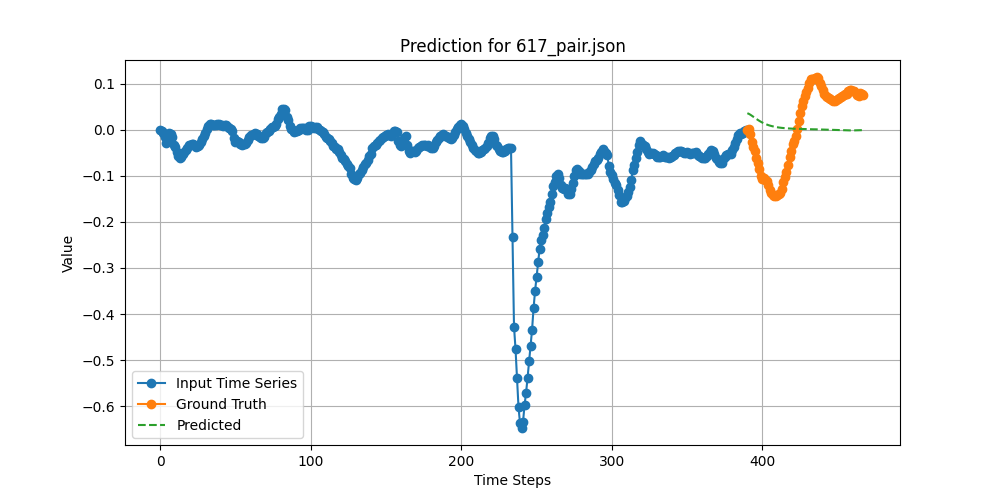 Prediction for 617_pair.json
0.1
0.0
−0.1
−0.2
−0.3
−0.4
−0.5
−0.6
Value
Input Time Series
Ground Truth
Predicted
0 100 200 300 400
Time Steps